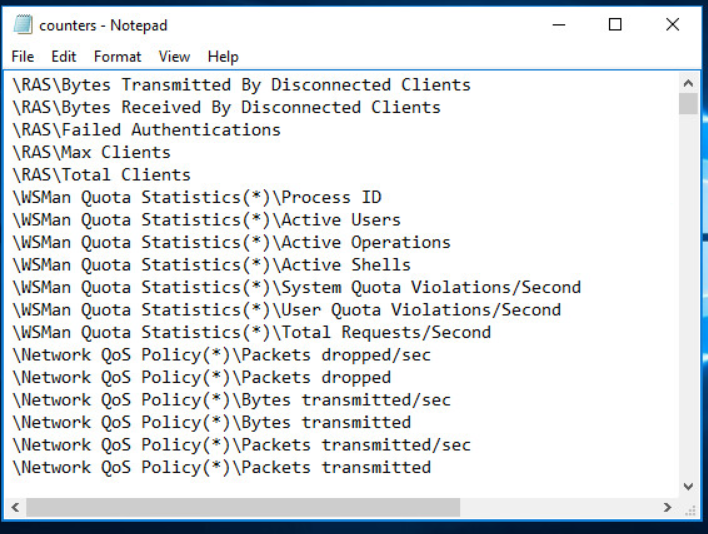 counters - Notepad
File Edit Format View Help
\RAS\Bytes Transmitted By Disconnected Clients
\RAS\Bytes Received By Disconnected Clients
\RAS\Failed Authentications
\RAS\Max Clients
\RAS\Total Clients
\WSMan Quota Statistics(*)\Process ID
\WSMan Quota Statistics(*)\Active Users
\WSMan Quota Statistics(*)\Active Operations
\WSMan Quota Statistics(*)\Active Shells
\WSMan Quota Statistics(*)\System Quota Violations/Second
\WSMan Quota Statistics(*)\User Quota Violations/Second
\WSMan Quota Statistics(*)\Total Requests/Second
\Network QoS Policy(*)\Packets dropped/sec
\Network QoS Policy(*)\Packets dropped
\Network QoS Policy(*)\Bytes transmitted/sec
\Network QoS Policy(*)\Bytes transmitted
\Network QoS Policy(*)\Packets transmitted/sec
\Network QoS Policy(*)\Packets transmitted